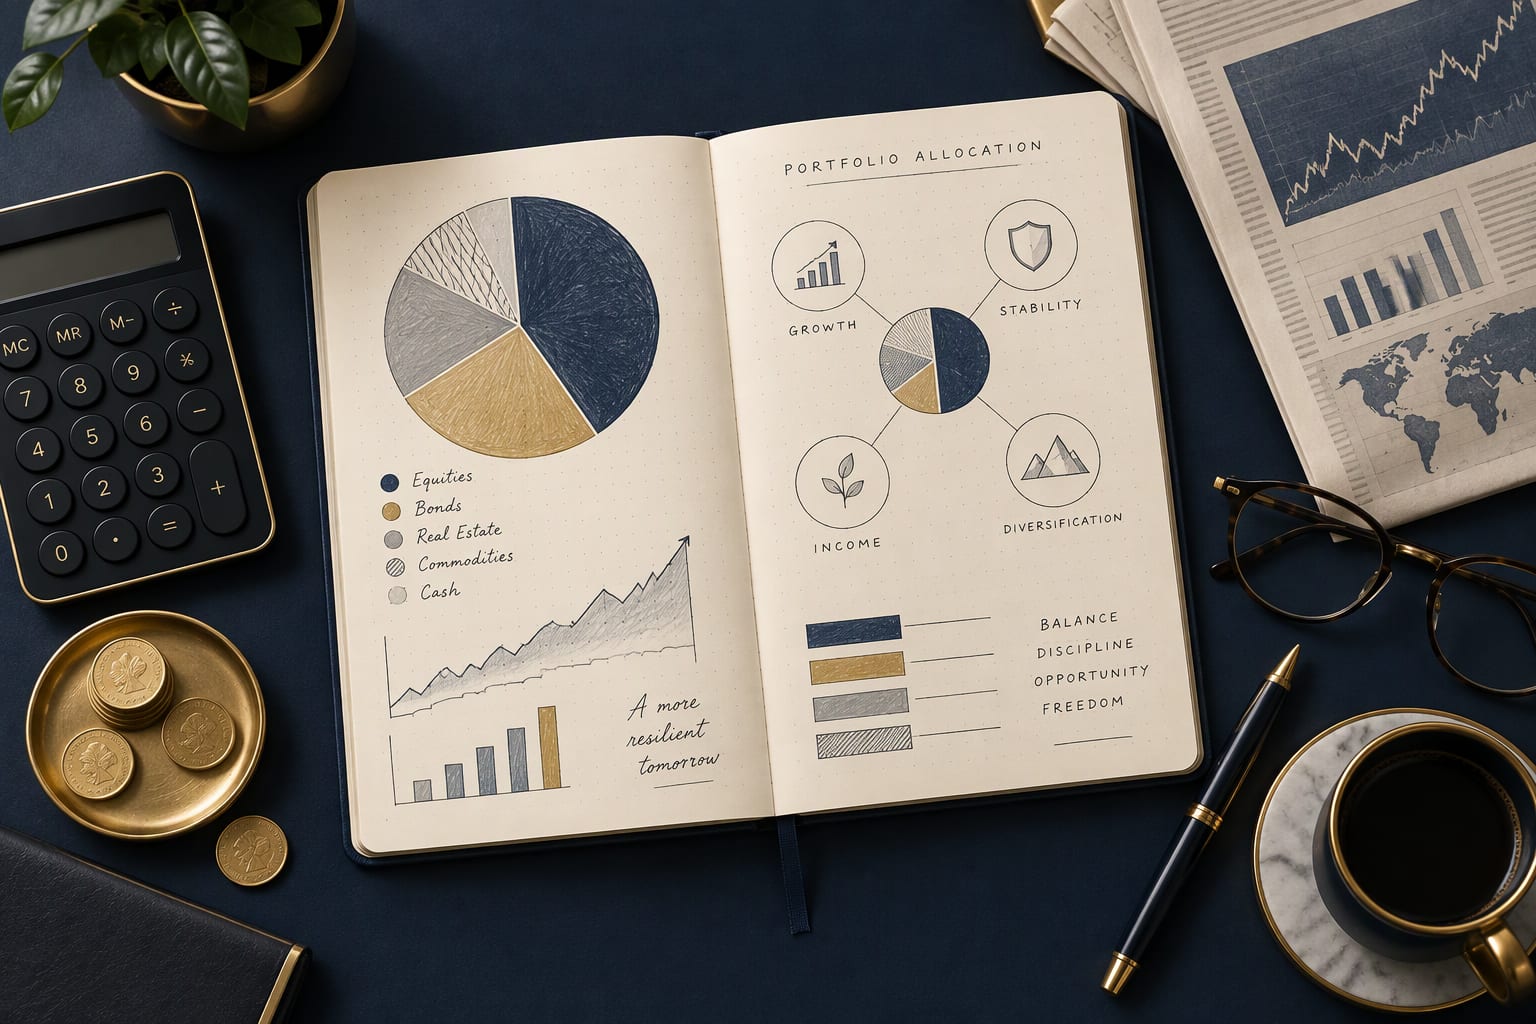 MC MR M- ÷
7 8 9 %
4 5 6 −
1 2 3 +
0 · =
Equities
Bonds
Real Estate
Commodities
Cash
A more
resilient
tomorrow
PORTFOLIO ALLOCATION
GROWTH
STABILITY
INCOME
DIVERSIFICATION
BALANCE
DISCIPLINE
OPPORTUNITY
FREEDOM